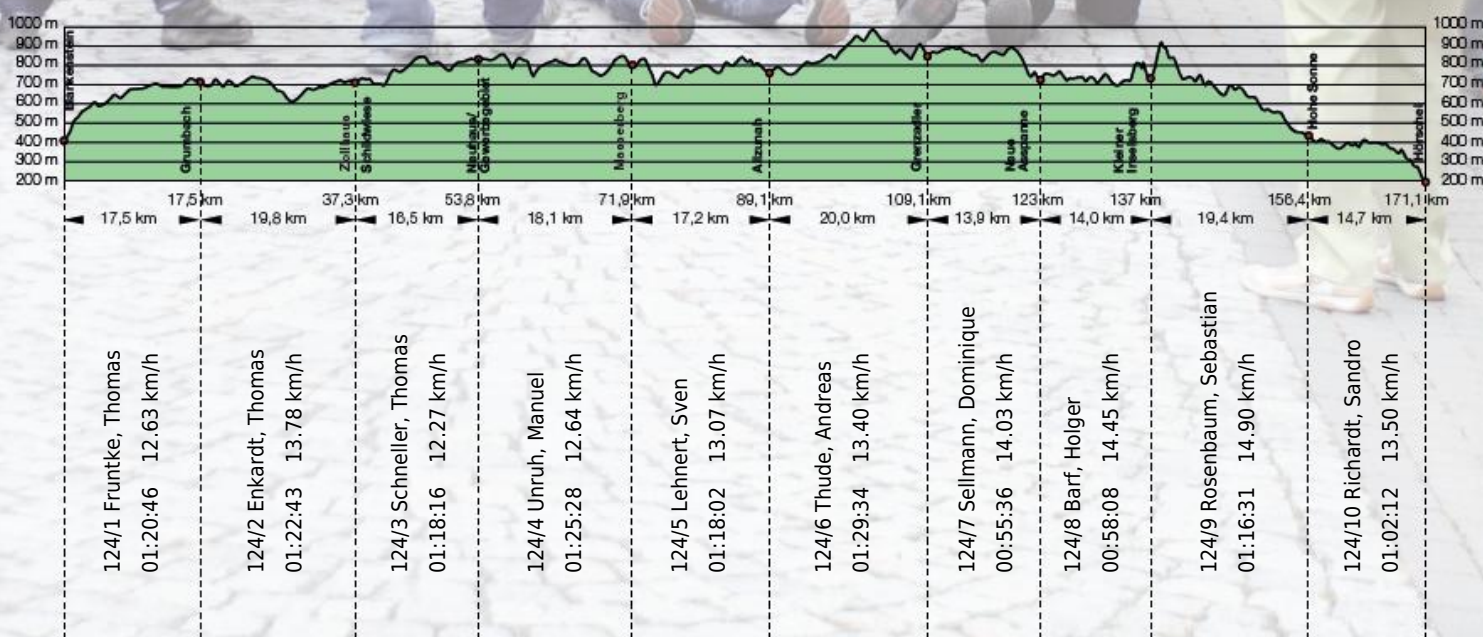 1000 m
900 m
800 m
700 m
600 m
500 m
400 m
300 m
200 m
1000 m
900 m
800 m
700 m
600 m
500 m
400 m
300 m
200 m
Blankenstein
Grumbach
Zollhaus
Schildwiese
Neuhaus/
Masserberg
Allzunah
Grenzadler
Neue
Ausspanne
Kleiner
Inselsberg
Hohe Sonne
Hörschel
17,5 km
37,3 km
53,8 km
71,9 km
89,1 km
109,1 km
123 km
137 km
156,4 km
171,1 km
17,5 km
19,8 km
16,5 km
18,1 km
17,2 km
20,0 km
13,9 km
14,0 km
19,4 km
14,7 km
124/1 Fruntke, Thomas
01:20:46 12.63 km/h
124/2 Enkardt, Thomas
01:22:43 13.78 km/h
124/3 Schneller, Thomas
01:18:16 12.27 km/h
124/4 Unruh, Manuel
01:25:28 12.64 km/h
124/5 Lehnert, Sven
01:18:02 13.07 km/h
124/6 Thude, Andreas
01:29:34 13.40 km/h
124/7 Sellmann, Dominique
00:55:36 14.03 km/h
124/8 Barf, Holger
00:58:08 14.45 km/h
124/9 Rosenbaum, Sebastian
01:16:31 14.90 km/h
124/10 Richardt, Sandro
01:02:12 13.50 km/h